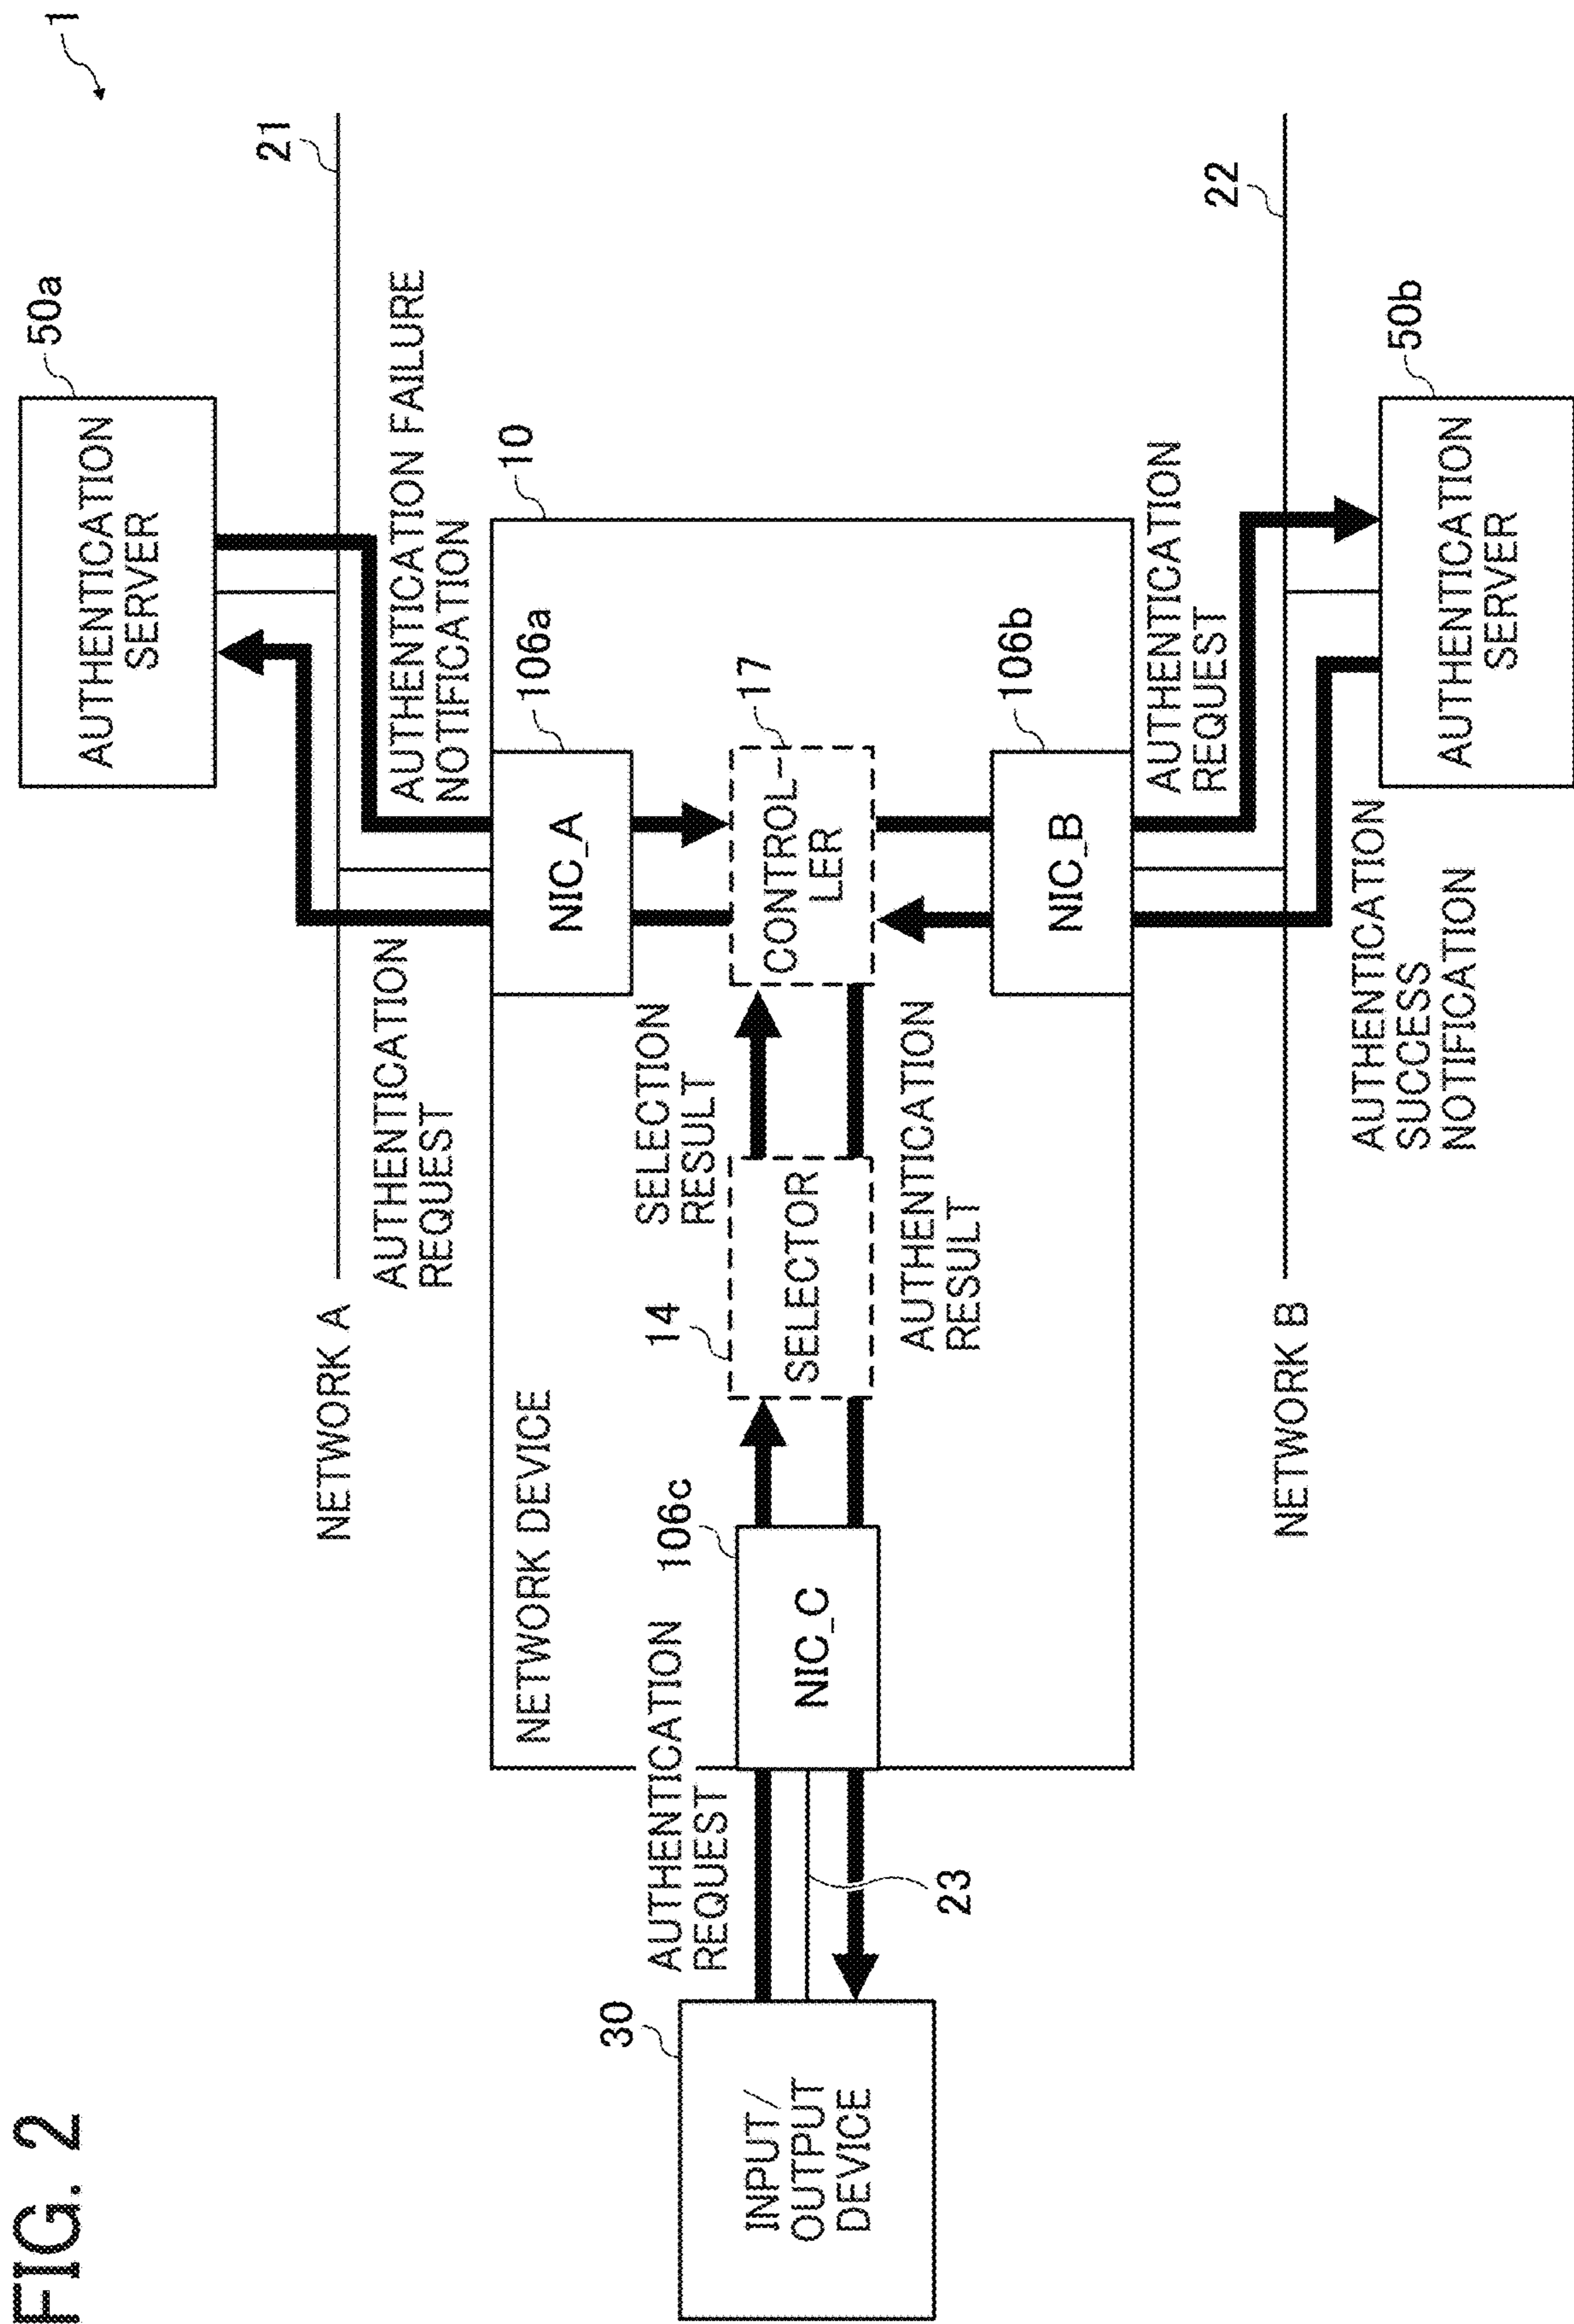 FIG. 2
1
50a
AUTHENTICATION
SERVER
21
NETWORK A
AUTHENTICATION
REQUEST
AUTHENTICATION FAILURE
NOTIFICATION
10
NETWORK DEVICE
106a
NIC_A
30
INPUT/
OUTPUT
DEVICE
AUTHENTICATION
REQUEST
23
106c
NIC_C
14
SELECTOR
SELECTION
RESULT
AUTHENTICATION
RESULT
17
CONTROL-
LER
106b
NIC_B
AUTHENTICATION
REQUEST
22
NETWORK B
AUTHENTICATION
SUCCESS
NOTIFICATION
50b
AUTHENTICATION
SERVER